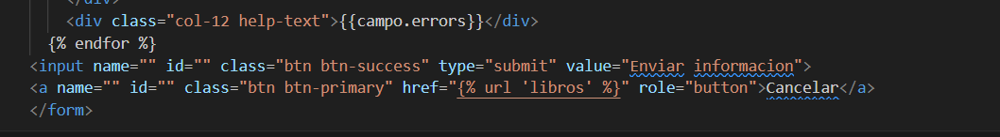 </div>
<div class="col-12 help-text">{{campo.errors}}</div>
{% endfor %}
<input name="" id="" class="btn btn-success" type="submit" value="Enviar informacion">
<a name="" id="" class="btn btn-primary" href="{% url 'libros' %}" role="button">Cancelar</a>
</form>